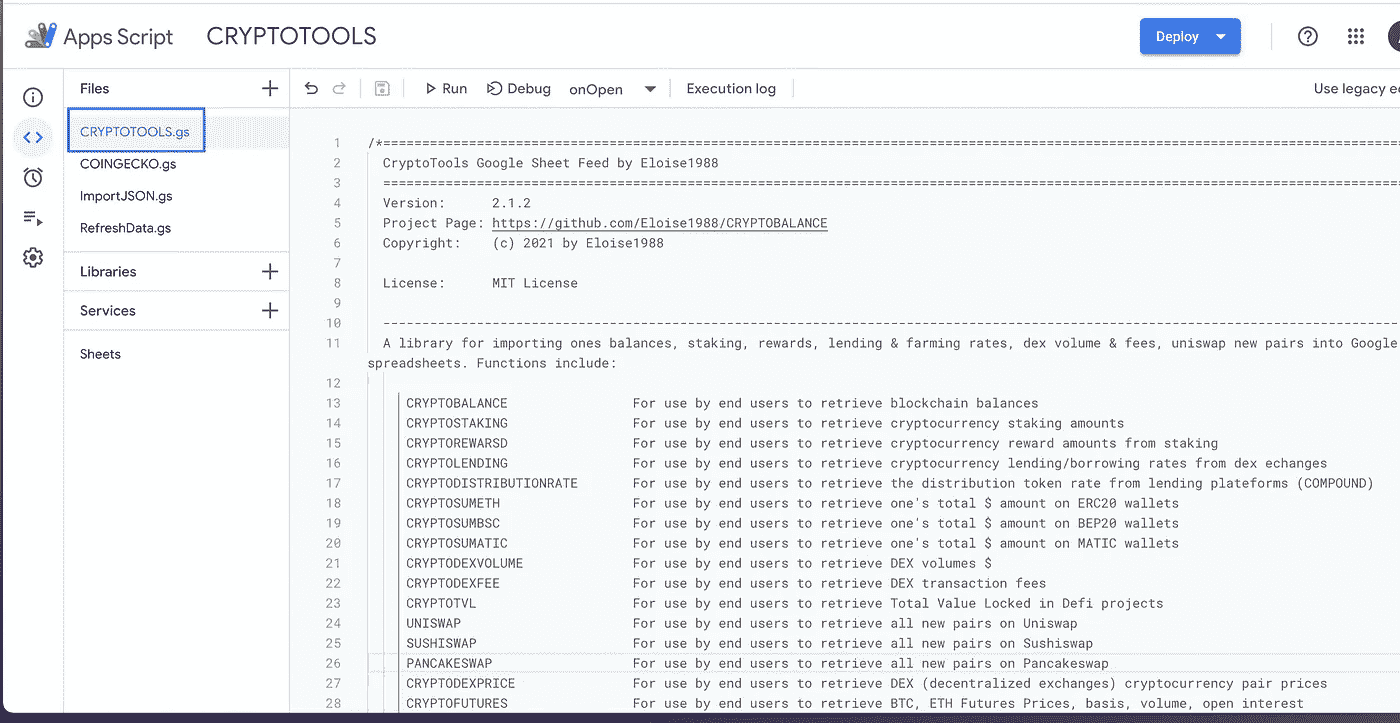 Apps Script CRYPTOTOOLS Deploy
Files Run Debug onOpen Execution log Use legacy
CRYPTOTOOLS.gs
COINGECKO.gs
ImportJSON.gs
RefreshData.gs
Libraries
Services
Sheets
1 /*==============================================================================
2 CryptoTools Google Sheet Feed by Eloise1988
3 ==============================================================================
4 Version: 2.1.2
5 Project Page: https://github.com/Eloise1988/CRYPTOBALANCE
6 Copyright: (c) 2021 by Eloise1988
7
8 License: MIT License
9
10 ------------------------------------------------------------------------------
11 A library for importing ones balances, staking, rewards, lending & farming rates, dex volume & fees, uniswap new pairs into Google
spreadsheets. Functions include:
12
13 CRYPTOBALANCE For use by end users to retrieve blockchain balances
14 CRYPTOSTAKING For use by end users to retrieve cryptocurrency staking amounts
15 CRYPTOREWARSD For use by end users to retrieve cryptocurrency reward amounts from staking
16 CRYPTOLENDING For use by end users to retrieve cryptocurrency lending/borrowing rates from dex echanges
17 CRYPTODISTRIBUTIONRATE For use by end users to retrieve the distribution token rate from lending plateforms (COMPOUND)
18 CRYPTOSUMETH For use by end users to retrieve one's total $ amount on ERC20 wallets
19 CRYPTOSUMBSC For use by end users to retrieve one's total $ amount on BEP20 wallets
20 CRYPTOSUMATIC For use by end users to retrieve one's total $ amount on MATIC wallets
21 CRYPTODEXVOLUME For use by end users to retrieve DEX volumes $
22 CRYPTODEXFEE For use by end users to retrieve DEX transaction fees
23 CRYPTOTVL For use by end users to retrieve Total Value Locked in Defi projects
24 UNISWAP For use by end users to retrieve all new pairs on Uniswap
25 SUSHISWAP For use by end users to retrieve all new pairs on Sushiswap
26 PANCAKESWAP For use by end users to retrieve all new pairs on Pancakeswap
27 CRYPTODEXPRICE For use by end users to retrieve DEX (decentralized exchanges) cryptocurrency pair prices
28 CRYPTOFUTURES For use by end users to retrieve BTC, ETH Futures Prices, basis, volume, open interest